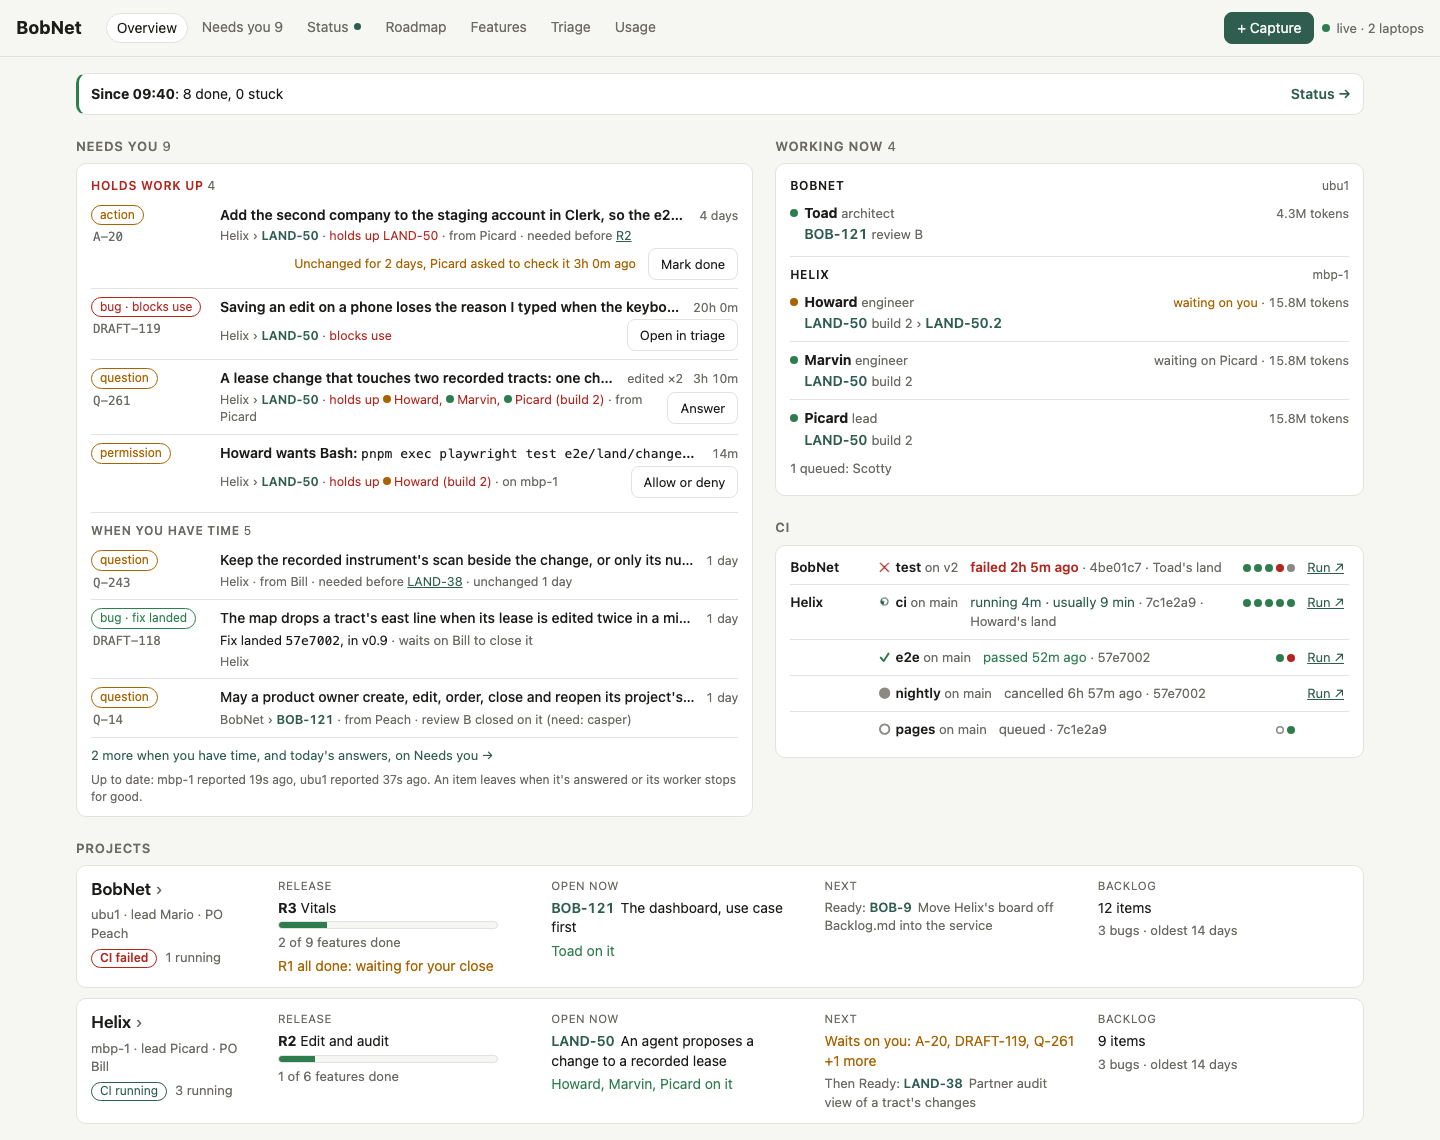 BobNet
Overview
Needs you 9
Status
Roadmap
Features
Triage
Usage
+ Capture
live · 2 laptops
Since 09:40: 8 done, 0 stuck
Status →
NEEDS YOU 9
HOLDS WORK UP 4
action
A–20
Add the second company to the staging account in Clerk, so the e2...
4 days
Helix › LAND-50 · holds up LAND-50 · from Picard · needed before R2
Unchanged for 2 days, Picard asked to check it 3h 0m ago
Mark done
bug · blocks use
DRAFT–119
Saving an edit on a phone loses the reason I typed when the keybo...
20h 0m
Helix › LAND-50 · blocks use
Open in triage
question
Q–261
A lease change that touches two recorded tracts: one ch...
edited ×2 3h 10m
Helix › LAND-50 · holds up Howard, Marvin, Picard (build 2) · from
Picard
Answer
permission
Howard wants Bash: pnpm exec playwright test e2e/land/change...
14m
Helix › LAND-50 · holds up Howard (build 2) · on mbp-1
Allow or deny
WHEN YOU HAVE TIME 5
question
Q–243
Keep the recorded instrument's scan beside the change, or only its nu...
1 day
Helix · from Bill · needed before LAND-38 · unchanged 1 day
bug · fix landed
DRAFT–118
The map drops a tract's east line when its lease is edited twice in a mi...
1 day
Fix landed 57e7002, in v0.9 · waits on Bill to close it
Helix
question
Q–14
May a product owner create, edit, order, close and reopen its project's...
1 day
BobNet › BOB-121 · from Peach · review B closed on it (need: casper)
2 more when you have time, and today's answers, on Needs you →
Up to date: mbp-1 reported 19s ago, ubu1 reported 37s ago. An item leaves when it's answered or its worker stops
for good.
WORKING NOW 4
BOBNET
ubu1
Toad architect
4.3M tokens
BOB-121 review B
HELIX
mbp-1
Howard engineer
waiting on you · 15.8M tokens
LAND-50 build 2 › LAND-50.2
Marvin engineer
waiting on Picard · 15.8M tokens
LAND-50 build 2
Picard lead
15.8M tokens
LAND-50 build 2
1 queued: Scotty
CI
BobNet
test on v2 failed 2h 5m ago · 4be01c7 · Toad's land
Run ↗
Helix
ci on main running 4m · usually 9 min · 7c1e2a9 ·
Howard's land
Run ↗
e2e on main passed 52m ago · 57e7002
Run ↗
nightly on main cancelled 6h 57m ago · 57e7002
Run ↗
pages on main queued · 7c1e2a9
PROJECTS
BobNet ›
ubu1 · lead Mario · PO
Peach
CI failed 1 running
RELEASE
R3 Vitals
2 of 9 features done
R1 all done: waiting for your close
OPEN NOW
BOB-121 The dashboard, use case
first
Toad on it
NEXT
Ready: BOB-9 Move Helix's board off
Backlog.md into the service
BACKLOG
12 items
3 bugs · oldest 14 days
Helix ›
mbp-1 · lead Picard · PO
Bill
CI running 3 running
RELEASE
R2 Edit and audit
1 of 6 features done
OPEN NOW
LAND-50 An agent proposes a
change to a recorded lease
Howard, Marvin, Picard on it
NEXT
Waits on you: A-20, DRAFT-119, Q-261
+1 more
Then Ready: LAND-38 Partner audit
view of a tract's changes
BACKLOG
9 items
3 bugs · oldest 14 days